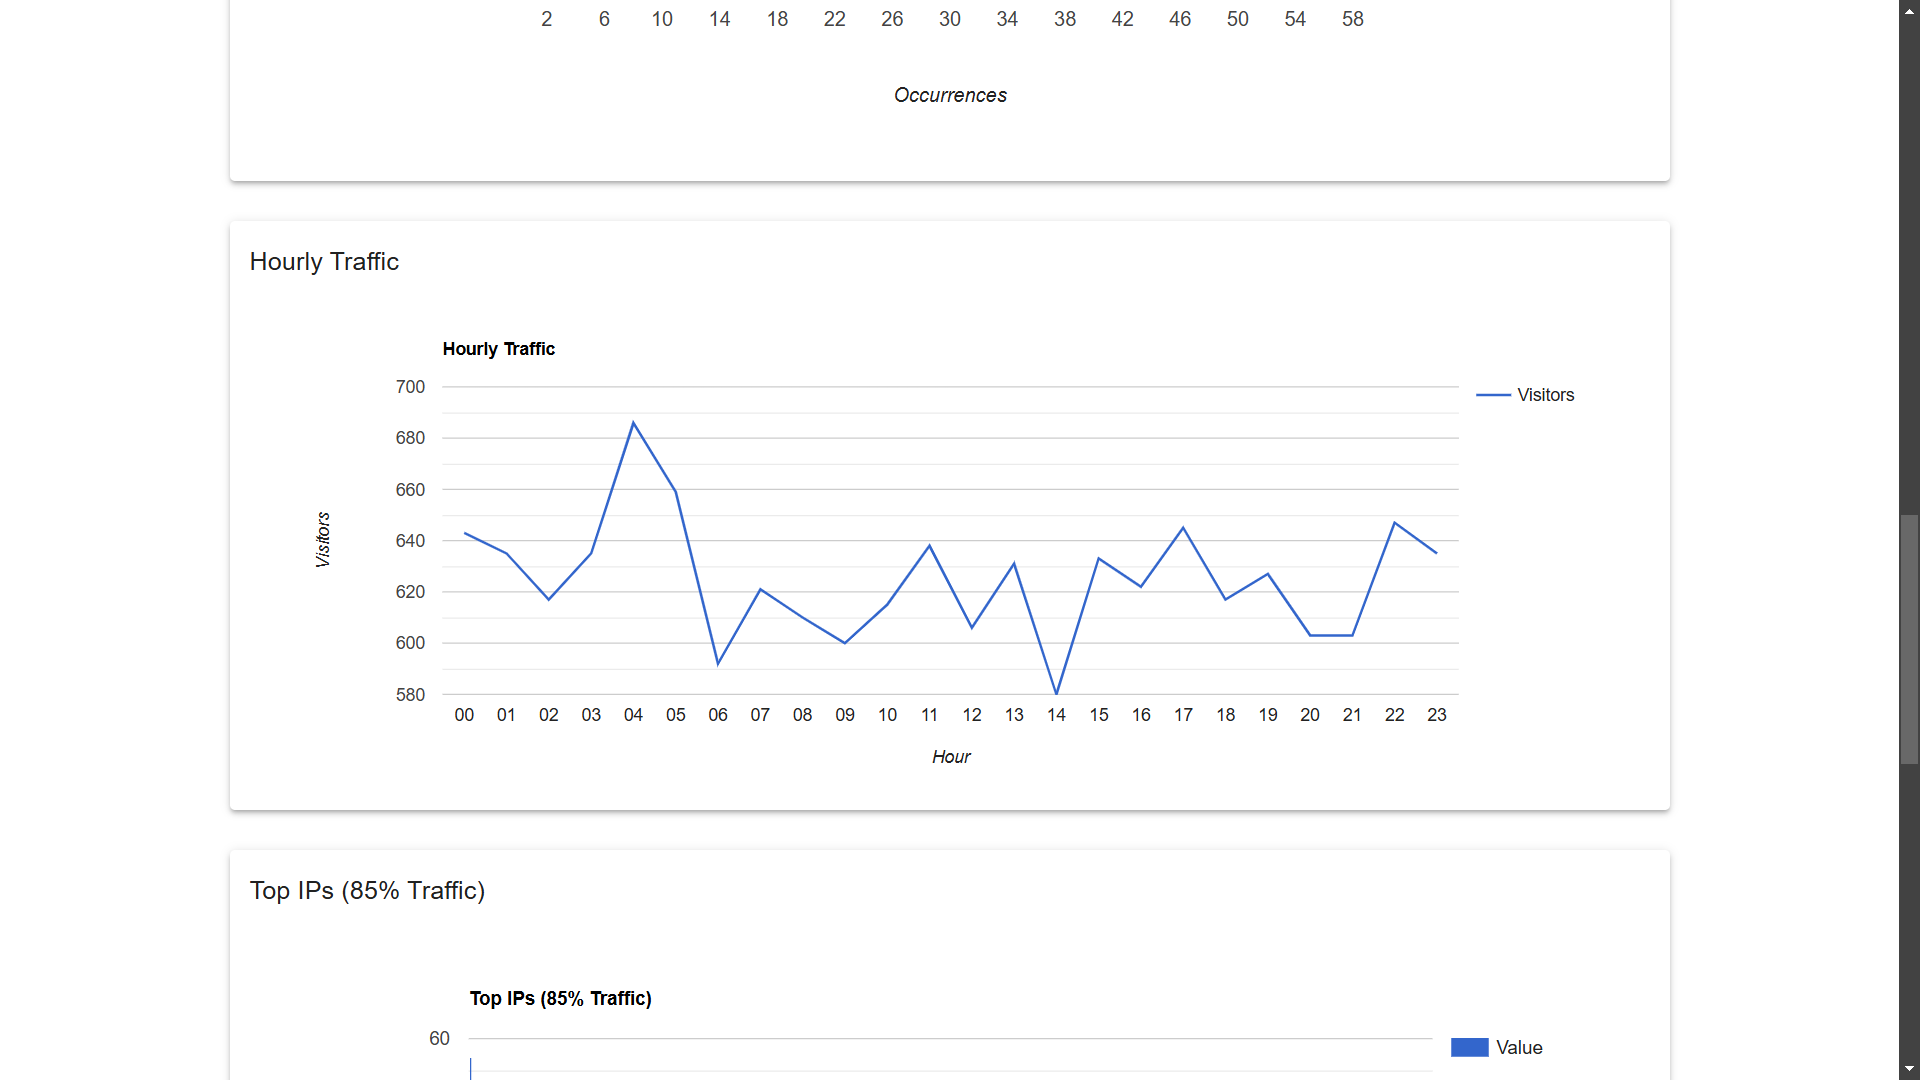 2 6 10 14 18 22 26 30 34 38 42 46 50 54 58
Occurrences
Hourly Traffic
Hourly Traffic
700
680
660
640
620
600
580
Visitors
Visitors
00 01 02 03 04 05 06 07 08 09 10 11 12 13 14 15 16 17 18 19 20 21 22 23
Hour
Top IPs (85% Traffic)
Top IPs (85% Traffic)
60
Value